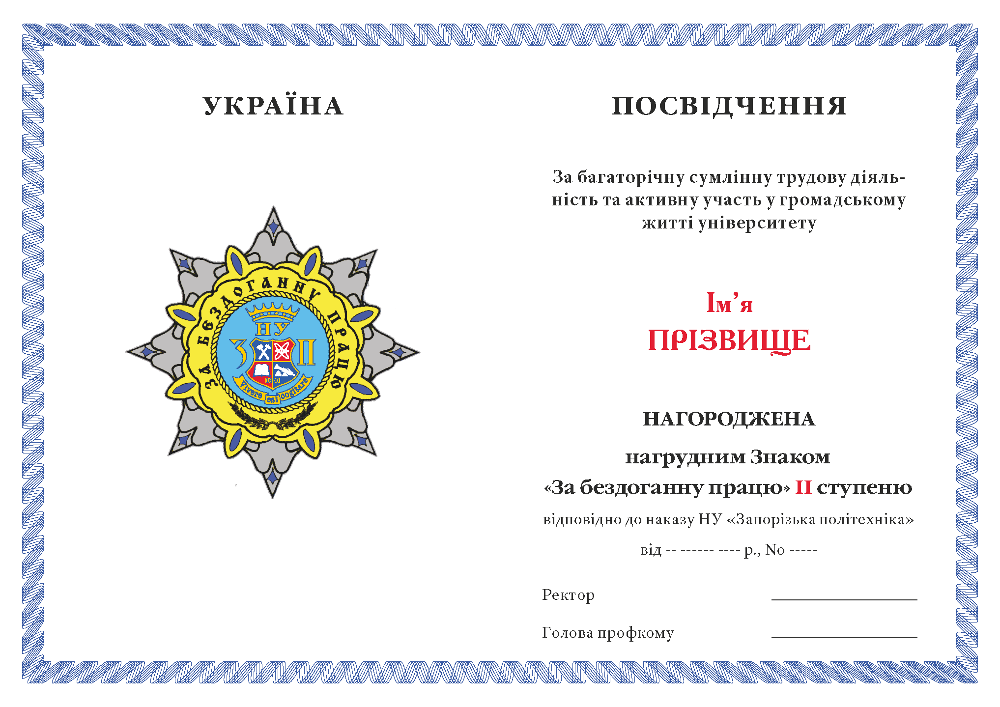 УКРАЇНА
ЗА БЕЗДОГАННУ ПРАЦЮ
НУ
З П
1900
Vivere est cogitare
ПОСВІДЧЕННЯ
За багаторічну сумлінну трудову діяль-
ність та активну участь у громадському
житті університету
Ім’я
ПРІЗВИЩЕ
НАГОРОДЖЕНА
нагрудним Знаком
«За бездоганну працю» ІІ ступеню
відповідно до наказу НУ «Запорізька політехніка»
від -- ------ ---- р., No -----
Ректор
Голова профкому